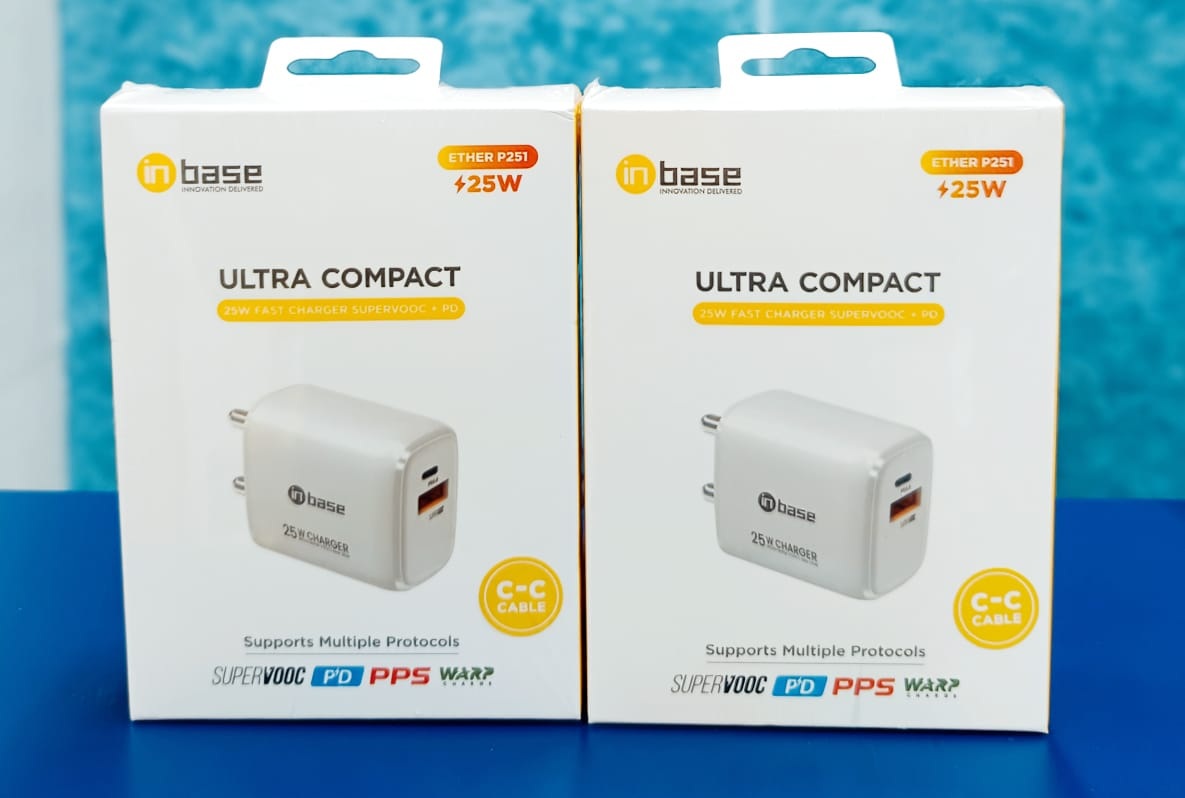 in base
INNOVATION DELIVERED
ETHER P251
25W
ULTRA COMPACT
25W FAST CHARGER SUPERVOOC + PD
in base
25W CHARGER
C-C
CABLE
Supports Multiple Protocols
SUPERVOOC PD PPS WARP
CHARGE
in base
INNOVATION DELIVERED
ETHER P251
25W
ULTRA COMPACT
25W FAST CHARGER SUPERVOOC + PD
in base
25W CHARGER
C-C
CABLE
Supports Multiple Protocols
SUPERVOOC PD PPS WARP
CHARGE